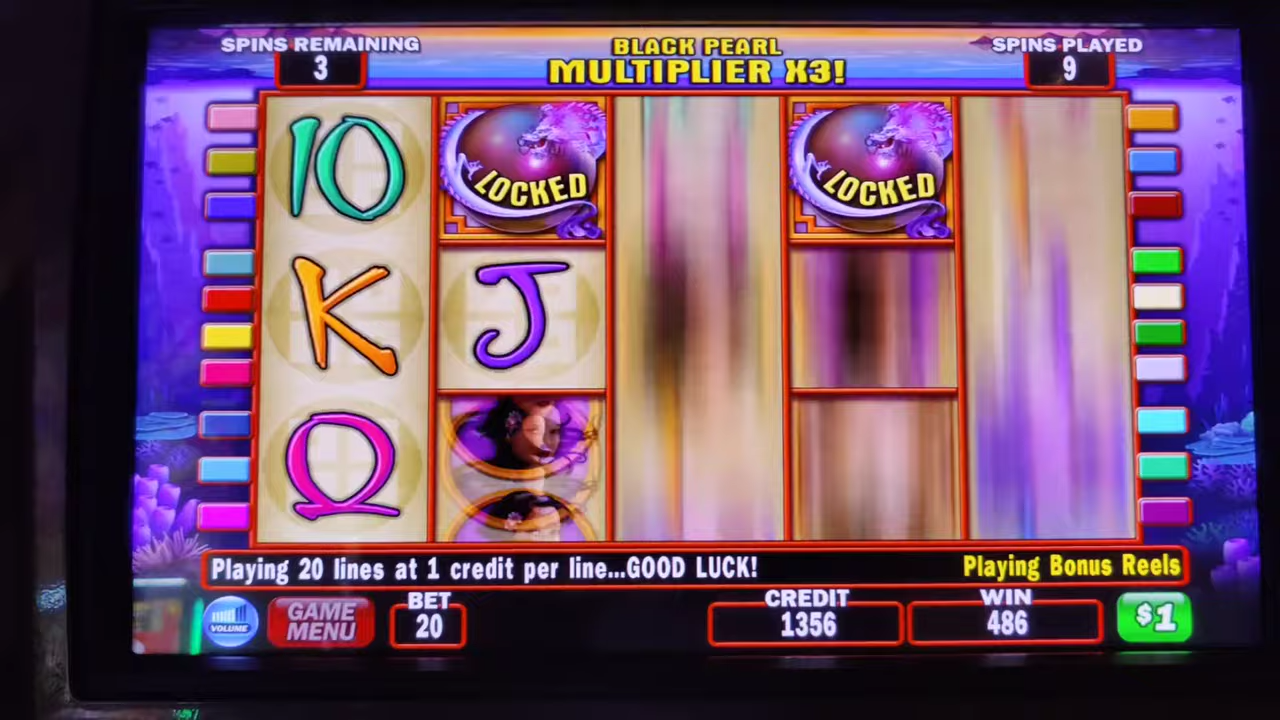 SPINS REMAINING
3
BLACK PEARL
MULTIPLIER X3!
SPINS PLAYED
9
10
LOCKED
LOCKED
K
J
Q
Playing 20 lines at 1 credit per line...GOOD LUCK!
Playing Bonus Reels
VOLUME
GAME
MENU
BET
20
CREDIT
1356
WIN
486
$1